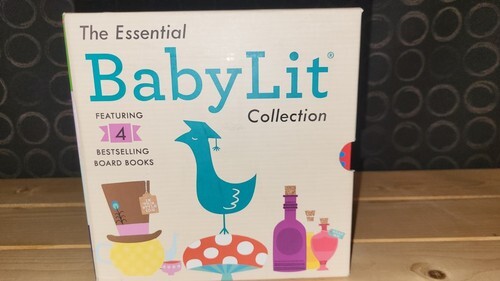 The Essential
BabyLit®
Collection
FEATURING
4
BESTSELLING
BOARD BOOKS